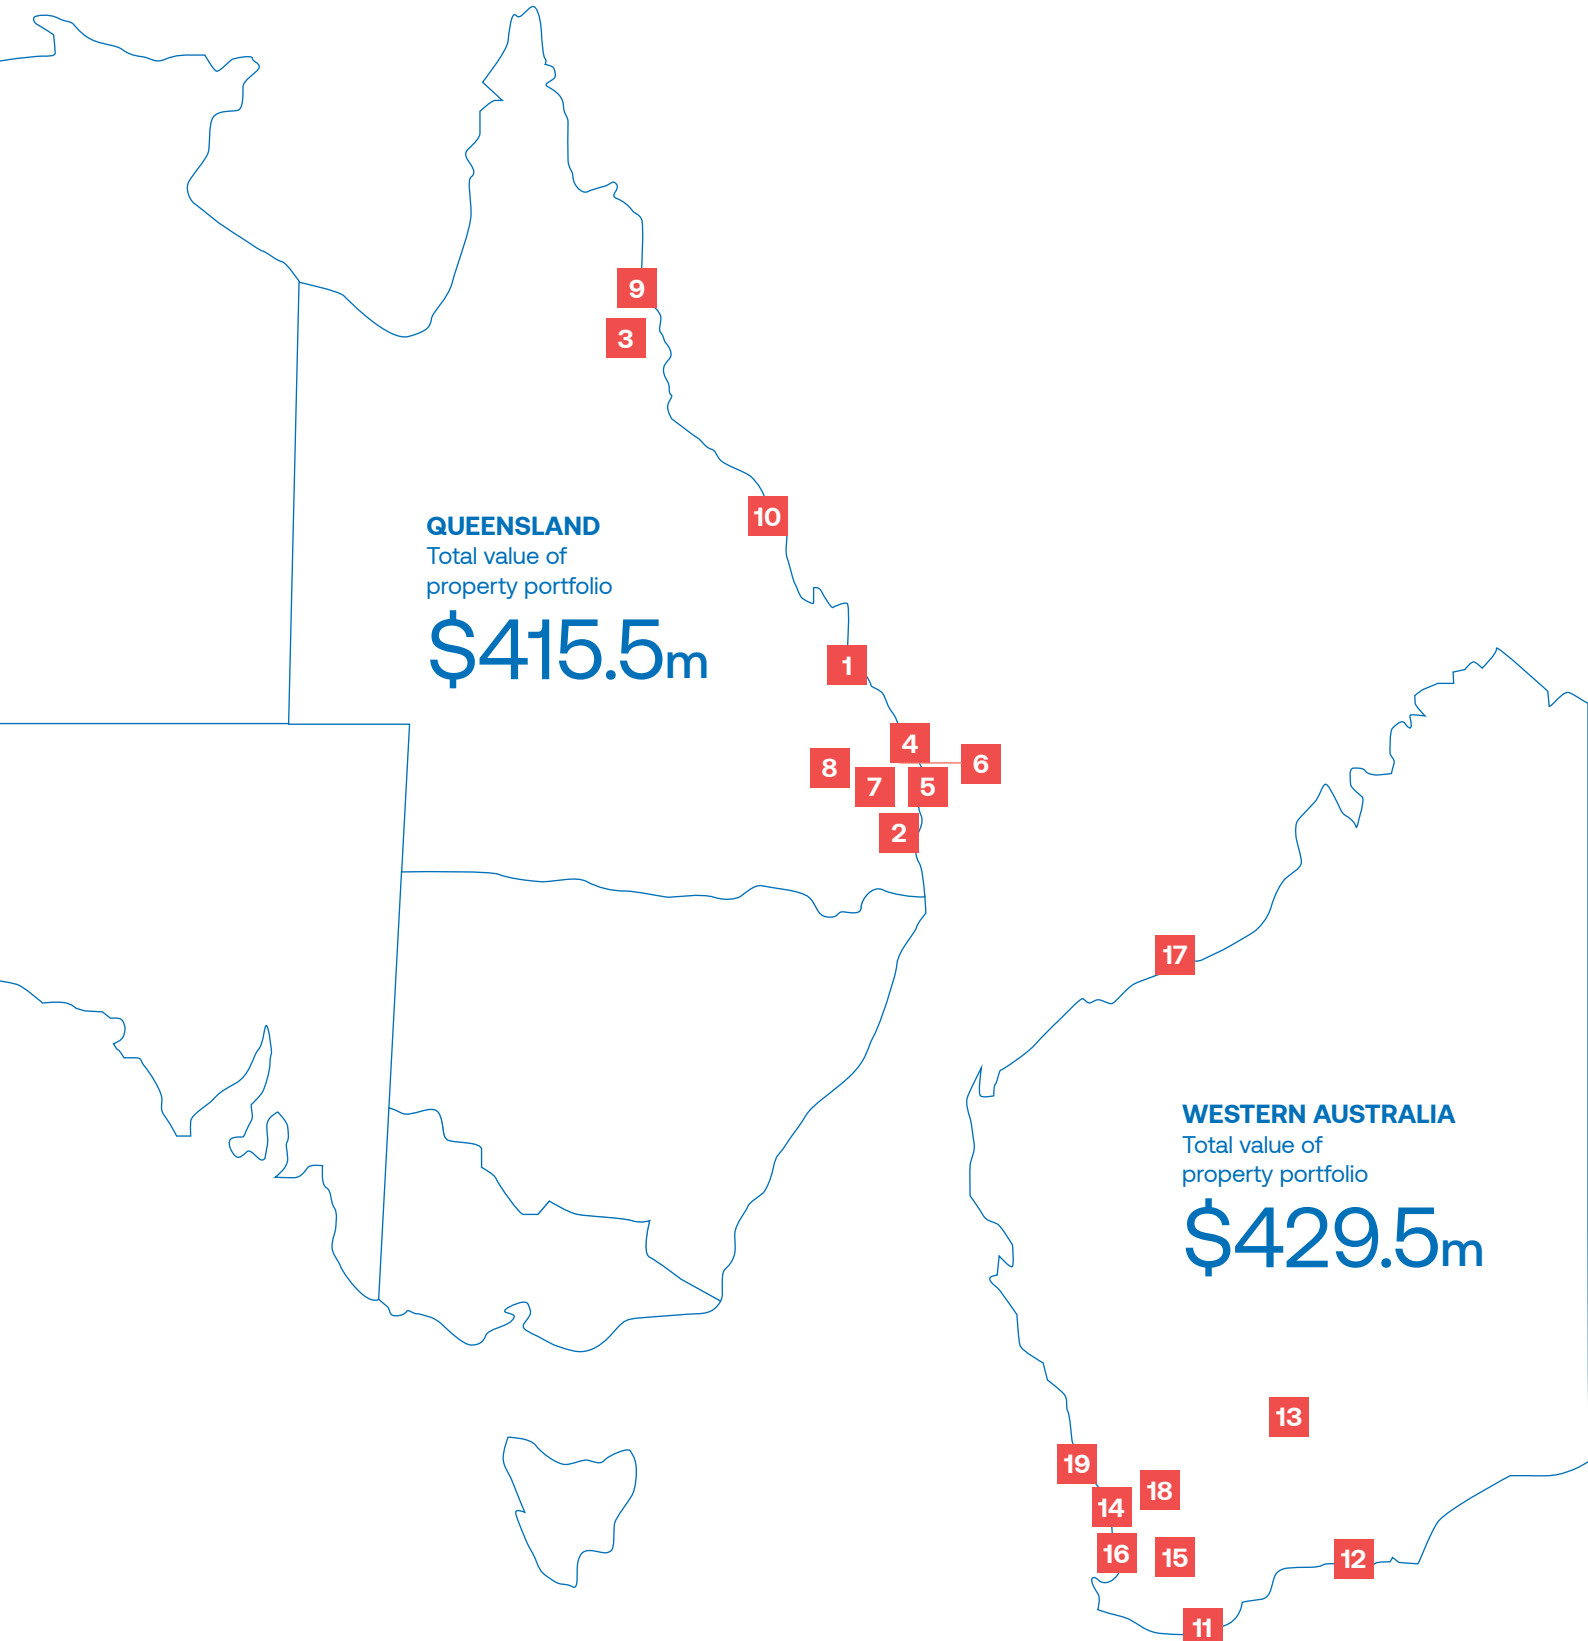 9
3
10
QUEENSLAND
Total value of
property portfolio
$415.5m
1
4
6
8
7
5
2
17
WESTERN AUSTRALIA
Total value of
property portfolio
$429.5m
13
19
18
14
16
15
12
11